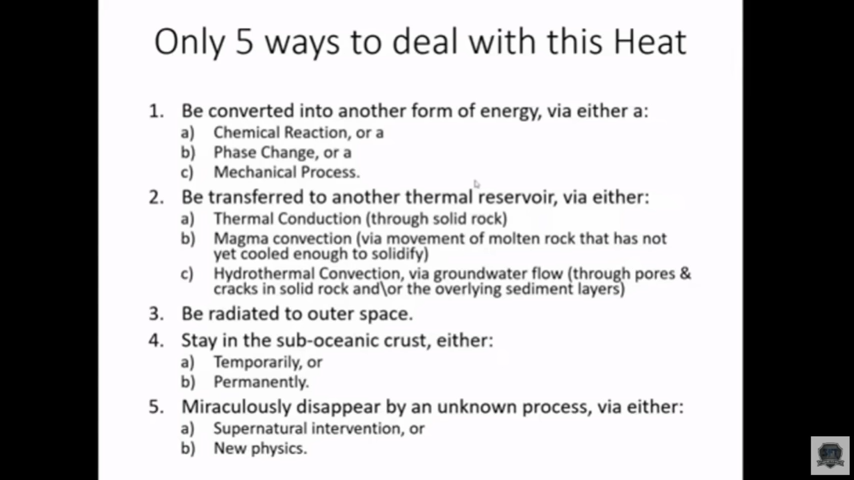 Only 5 ways to deal with this Heat
1. Be converted into another form of energy, via either a:
a) Chemical Reaction, or a
b) Phase Change, or a
c) Mechanical Process.
2. Be transferred to another thermal reservoir, via either:
a) Thermal Conduction (through solid rock)
b) Magma convection (via movement of molten rock that has not
yet cooled enough to solidify)
c) Hydrothermal Convection, via groundwater flow (through pores &
cracks in solid rock and\or the overlying sediment layers)
3. Be radiated to outer space.
4. Stay in the sub-oceanic crust, either:
a) Temporarily, or
b) Permanently.
5. Miraculously disappear by an unknown process, via either:
a) Supernatural intervention, or
b) New physics.